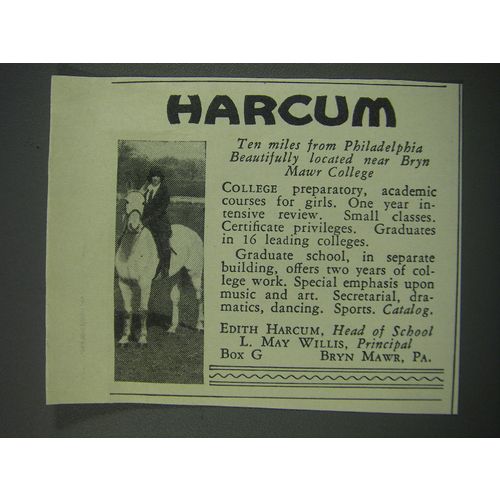 HARCUM
Ten miles from Philadelphia
Beautifully located near Bryn
Mawr College
COLLEGE preparatory, academic
courses for girls. One year in-
tensive review. Small classes.
Certificate privileges. Graduates
in 16 leading colleges.
Graduate school, in separate
building, offers two years of col-
lege work. Special emphasis upon
music and art. Secretarial, dra-
matics, dancing. Sports. Catalog.
EDITH HARCUM, Head of School
L. MAY WILLIS, Principal
Box G BRYN MAWR, PA.